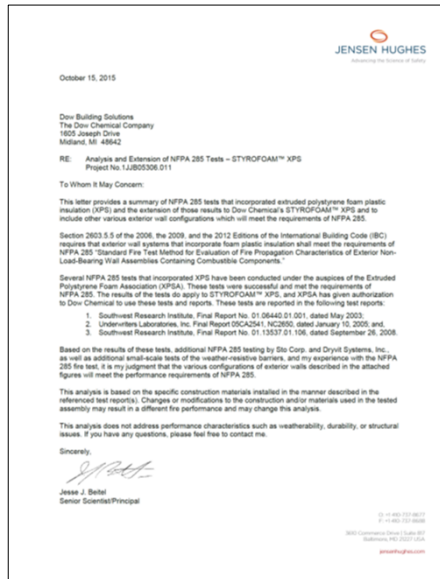 JENSEN HUGHES
Advancing the Science of Safety
October 15, 2015
Dow Building Solutions
The Dow Chemical Company
1605 Joseph Drive
Midland, MI 48642
RE: Analysis and Extension of NFPA 285 Tests – STYROFOAM™ XPS
Project No.1JJB05306.011
To Whom It May Concern:
This letter provides a summary of NFPA 285 tests that incorporated extruded polystyrene foam plastic
insulation (XPS) and the extension of those results to Dow Chemical's STYROFOAM™ XPS and to
include other various exterior wall configurations which will meet the requirements of NFPA 285.
Section 2603.5.5 of the 2006, the 2009, and the 2012 Editions of the International Building Code (IBC)
requires that exterior wall systems that incorporate foam plastic insulation shall meet the requirements of
NFPA 285 "Standard Fire Test Method for Evaluation of Fire Propagation Characteristics of Exterior Non-
Load-Bearing Wall Assemblies Containing Combustible Components."
Several NFPA 285 tests that incorporated XPS have been conducted under the auspices of the Extruded
Polystyrene Foam Association (XPSA). These tests were successful and met the requirements of
NFPA 285. The results of the tests do apply to STYROFOAM™ XPS, and XPSA has given authorization
to Dow Chemical to use these tests and reports. These tests are reported in the following test reports:
1. Southwest Research Institute, Final Report No. 01.06440.01.001, dated May 2003;
2. Underwriters Laboratories, Inc. Final Report 05CA2541, NC2650, dated January 10, 2005; and,
3. Southwest Research Institute, Final Report No. 01.13537.01.106, dated September 26, 2008.
Based on the results of these tests, additional NFPA 285 testing by Sto Corp. and Dryvit Systems, Inc.,
as well as additional small-scale tests of the weather-resistive barriers, and my experience with the NFPA
285 fire test, it is my judgment that the various configurations of exterior walls described in the attached
figures will meet the performance requirements of NFPA 285.
This analysis is based on the specific construction materials installed in the manner described in the
referenced test report(s). Changes or modifications to the construction and/or materials used in the tested
assembly may result in a different fire performance and may change this analysis.
This analysis does not address performance characteristics such as weatherability, durability, or structural
issues. If you have any questions, please feel free to contact me.
Sincerely,
Jesse J. Beitel
Senior Scientist/Principal
O: +1 410-737-8677
F: +1 410-737-8688
3610 Commerce Drive | Suite 817
Baltimore, MD 21227 USA
jensenhughes.com